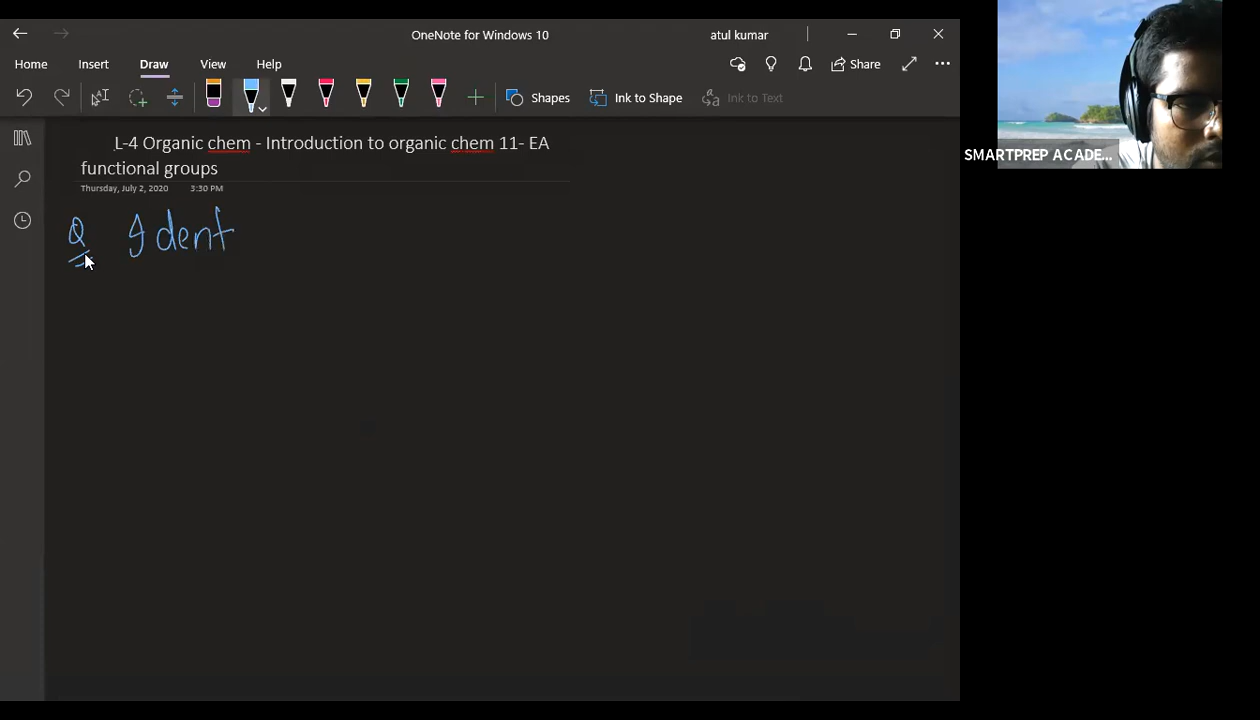 OneNote for Windows 10
atul kumar
Home Insert Draw View Help
Share
Shapes Ink to Shape Ink to Text
L-4 Organic chem - Introduction to organic chem 11- EA
functional groups
Thursday, July 2, 2020 3:30 PM
Q Ident
SMARTPREP ACADE...